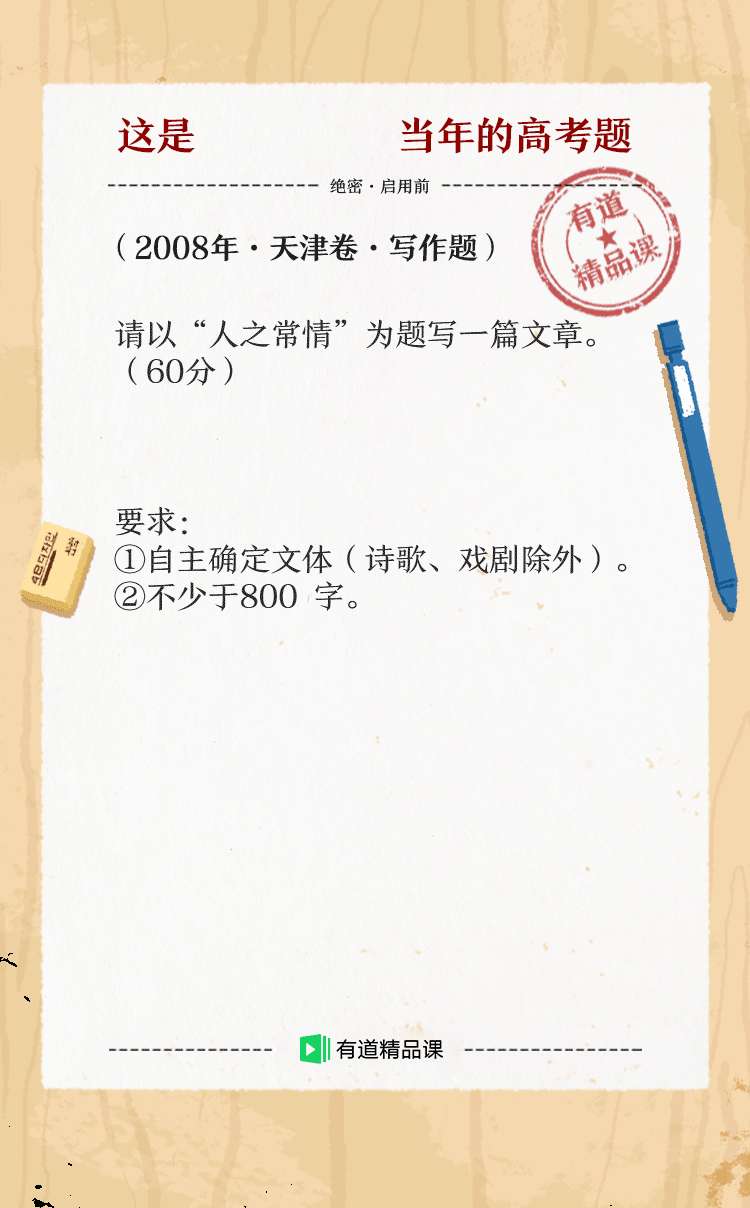 这是 当年的高考题
绝密·启用前
有道
精品课
（2008年·天津卷·写作题）
请以“人之常情”为题写一篇文章。
（60分）
要求：
①自主确定文体（诗歌、戏剧除外）。
②不少于800 字。
有道精品课